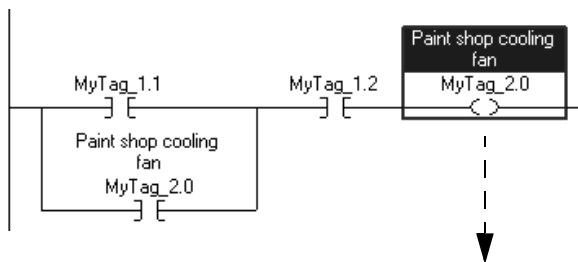 Paint shop cooling
fan
MyTag_1.1
MyTag_1.2
MyTag_2.0
Paint shop cooling
fan
MyTag_2.0